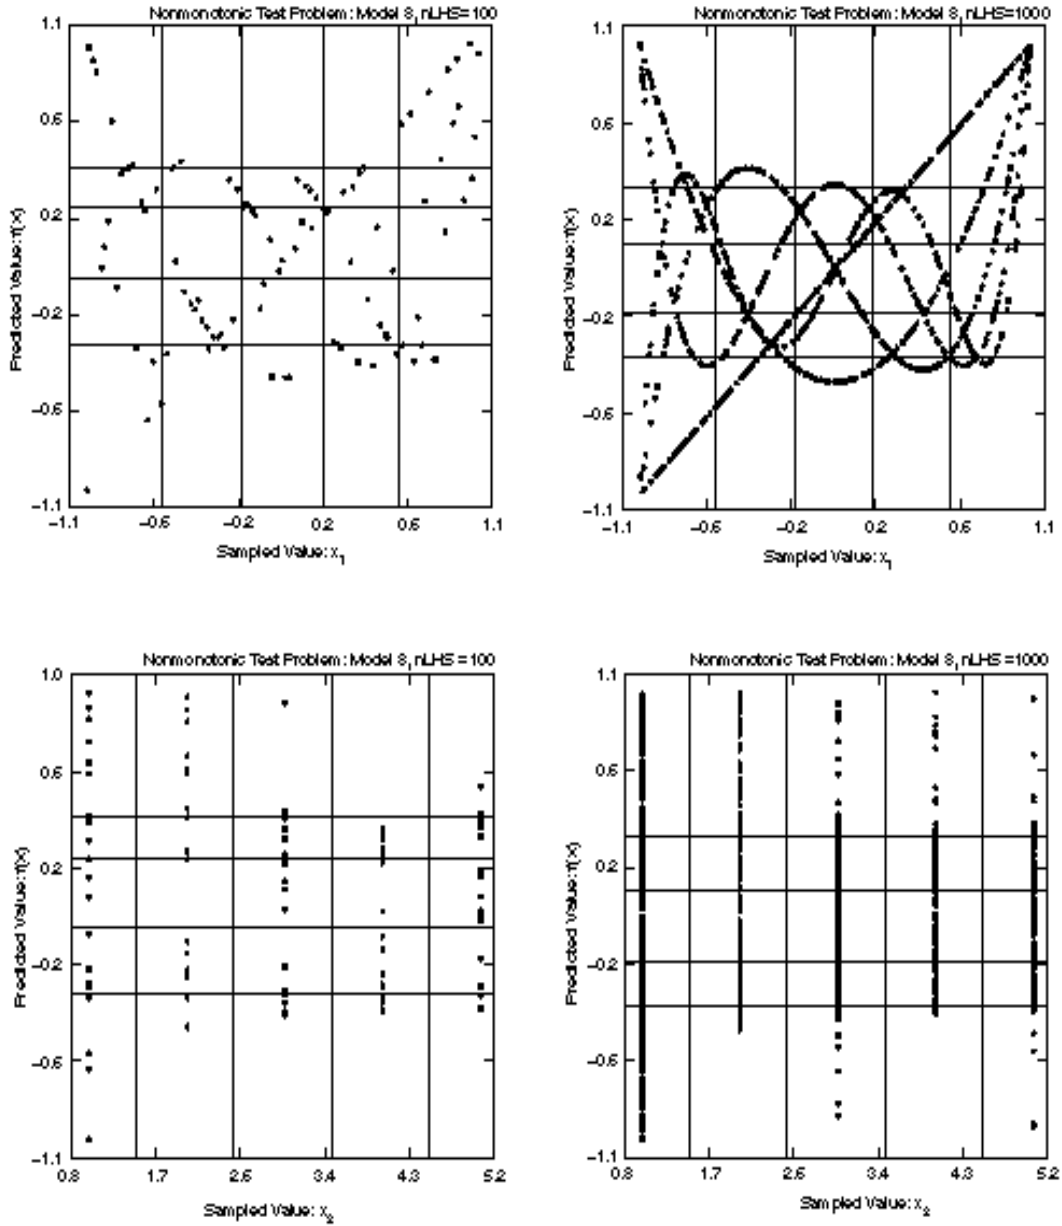 Nonmonotonic Test Problem: Model 8, nLHS=100
1.1
0.6
0.2
−0.2
−0.6
−1.1
Predicted Value: f(x)
−1.1 −0.6 −0.2 0.2 0.6 1.1
Sampled Value: x1
Nonmonotonic Test Problem: Model 8, nLHS=1000
1.1
0.6
0.2
−0.2
−0.6
−1.1
Predicted Value: f(x)
−1.1 −0.6 −0.2 0.2 0.6 1.1
Sampled Value: x1
Nonmonotonic Test Problem: Model 8, nLHS=100
1.0
0.6
0.2
−0.2
−0.6
−1.1
Predicted Value: f(x)
0.8 1.7 2.6 3.4 4.3 5.2
Sampled Value: x2
Nonmonotonic Test Problem: Model 8, nLHS=1000
1.1
0.6
0.2
−0.2
−0.6
−1.1
Predicted Value: f(x)
0.8 1.7 2.6 3.4 4.3 5.2
Sampled Value: x2